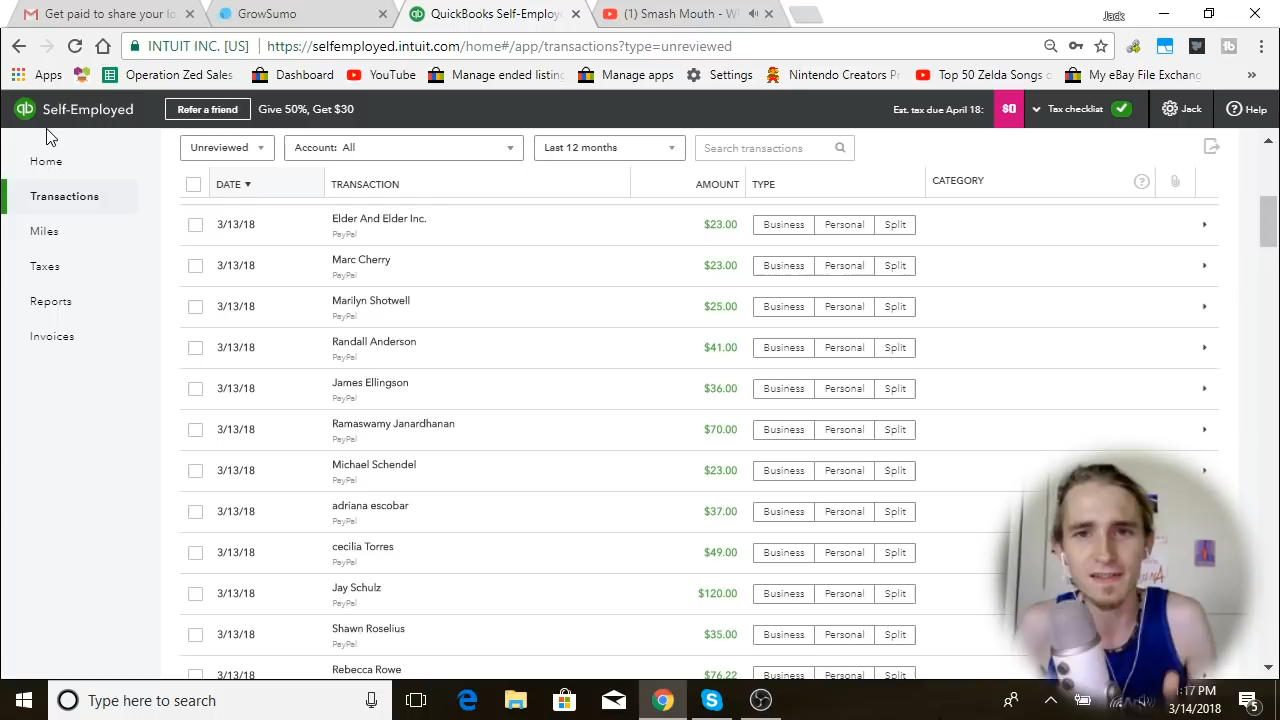 Get paid to share your lo
GrowSumo
QuickBooks Self-Employ
(1) Smash Mouth - W
Jack
INTUIT INC. [US]
https://selfemployed.intuit.com/home#/app/transactions?type=unreviewed
Apps
Operation Zed Sales
Dashboard
YouTube
Manage ended listing
Manage apps
Settings
Nintendo Creators Pr
Top 50 Zelda Songs o
My eBay File Exchang
»
qb Self-Employed
Refer a friend
Give 50%, Get $30
Est. tax due April 18:
$0
Tax checklist
Jack
Help
Home
Transactions
Miles
Taxes
Reports
Invoices
Unreviewed
Account: All
Last 12 months
Search transactions
DATE
TRANSACTION
AMOUNT
TYPE
CATEGORY
3/13/18 Elder And Elder Inc. $23.00 Business Personal Split
PayPal
3/13/18 Marc Cherry $23.00 Business Personal Split
PayPal
3/13/18 Marilyn Shotwell $25.00 Business Personal Split
PayPal
3/13/18 Randall Anderson $41.00 Business Personal Split
PayPal
3/13/18 James Ellingson $36.00 Business Personal Split
PayPal
3/13/18 Ramaswamy Janardhanan $70.00 Business Personal Split
PayPal
3/13/18 Michael Schendel $23.00 Business Personal Split
PayPal
3/13/18 adriana escobar $37.00 Business Personal Split
PayPal
3/13/18 cecilia Torres $49.00 Business Personal Split
PayPal
3/13/18 Jay Schulz $120.00 Business Personal Split
PayPal
3/13/18 Shawn Roselius $35.00 Business Personal Split
PayPal
3/13/18 Rebecca Rowe $76.22 Business Personal Split
Type here to search
1:17 PM
3/14/2018
5